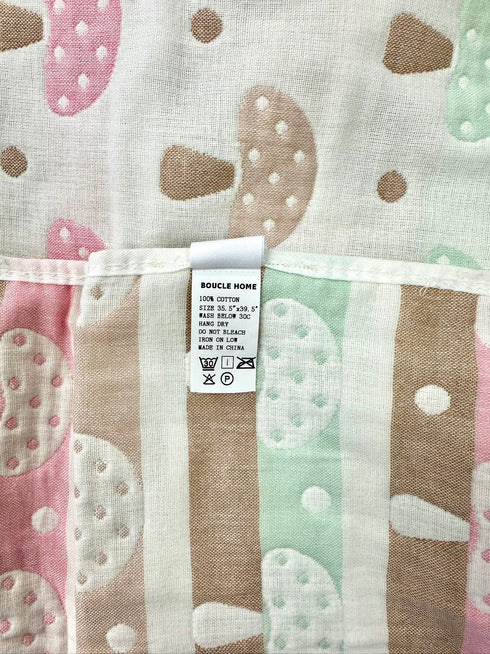 BOUCLE HOME
100% COTTON
SIZE 35.5"x39.5"
WASH BELOW 30C
HANG DRY
DO NOT BLEACH
IRON ON LOW
MADE IN CHINA
30
P